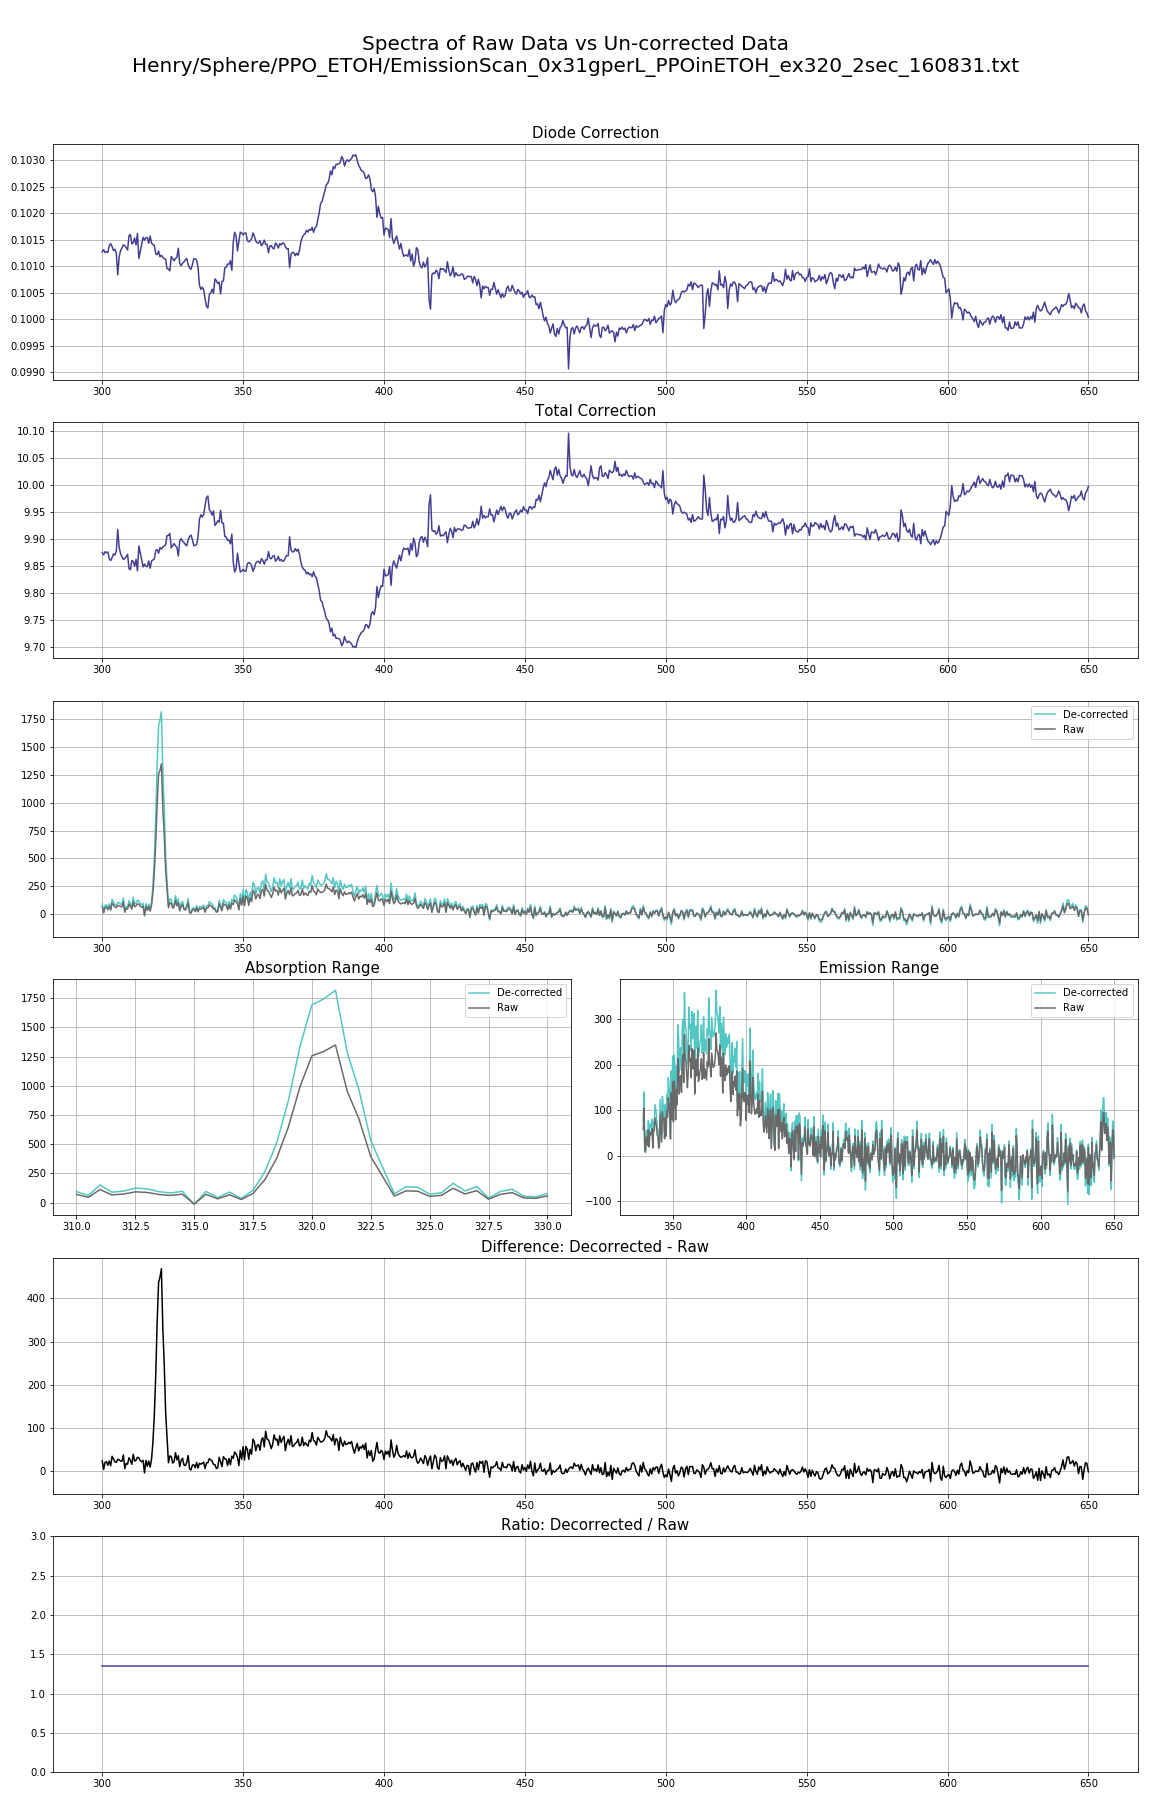 Spectra of Raw Data vs Un-corrected Data
Henry/Sphere/PPO_ETOH/EmissionScan_0x31gperL_PPOinETOH_ex320_2sec_160831.txt
Diode Correction
0.1030
0.1025
0.1020
0.1015
0.1010
0.1005
0.1000
0.0995
0.0990
300 350 400 450 500 550 600 650
Total Correction
10.10
10.05
10.00
9.95
9.90
9.85
9.80
9.75
9.70
300 350 400 450 500 550 600 650
De-corrected
Raw
1750
1500
1250
1000
750
500
250
0
300 350 400 450 500 550 600 650
Absorption Range
De-corrected
Raw
1750
1500
1250
1000
750
500
250
0
310.0 312.5 315.0 317.5 320.0 322.5 325.0 327.5 330.0
Emission Range
De-corrected
Raw
300
200
100
0
−100
350 400 450 500 550 600 650
Difference: Decorrected - Raw
400
300
200
100
0
300 350 400 450 500 550 600 650
Ratio: Decorrected / Raw
3.0
2.5
2.0
1.5
1.0
0.5
0.0
300 350 400 450 500 550 600 650